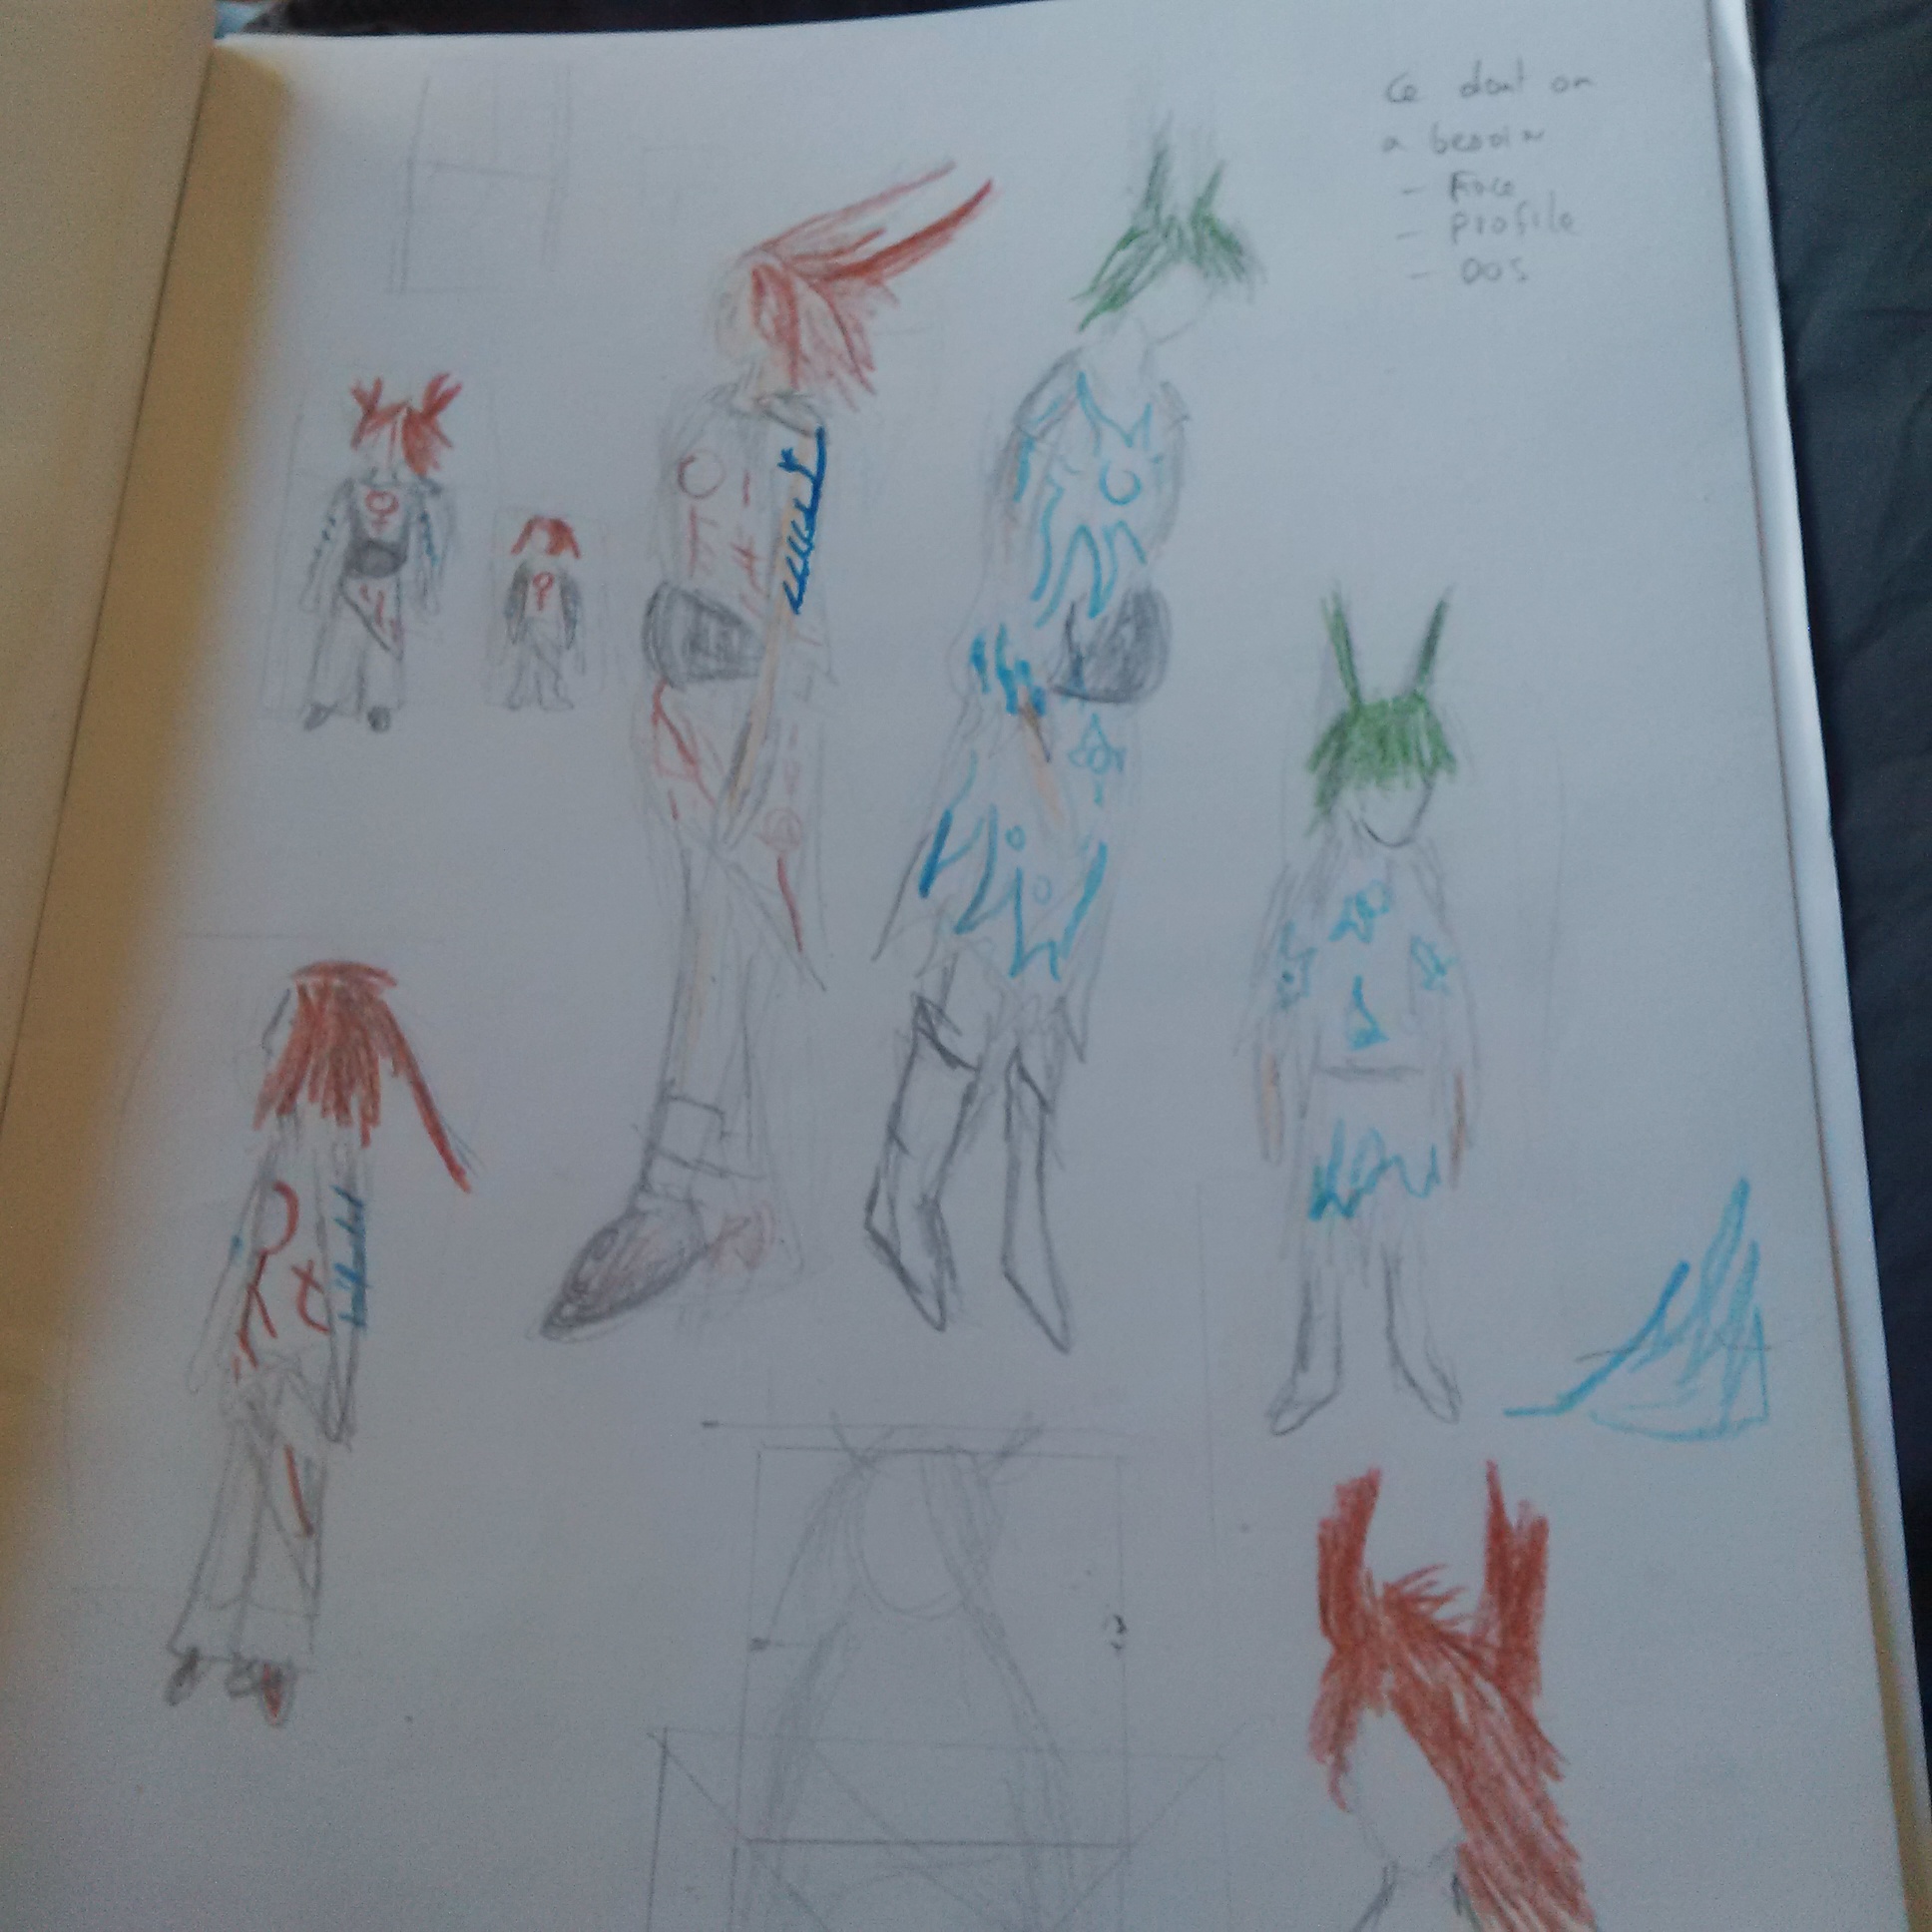 Ce dont on
a besoin
- Face
- Profile
- DOS